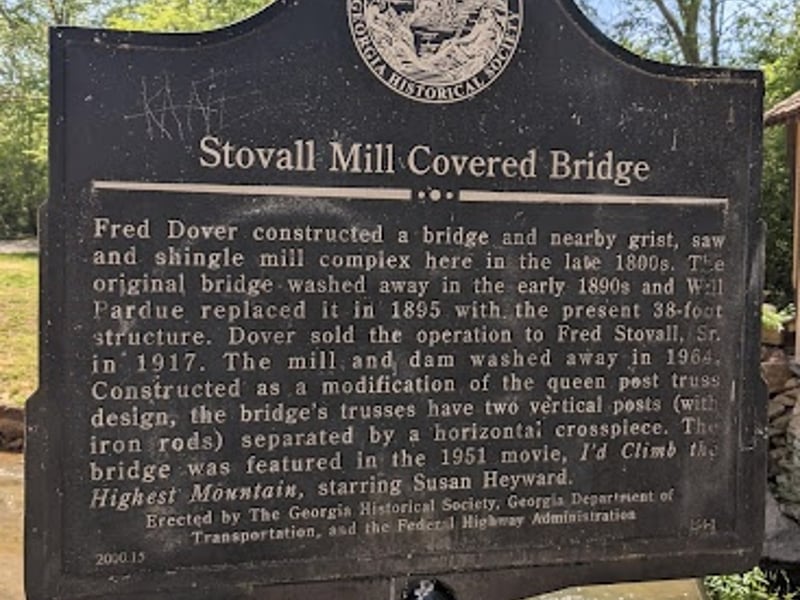 GEORGIA HISTORICAL SOCIETY
Stovall Mill Covered Bridge
Fred Dover constructed a bridge and nearby grist, saw
and shingle mill complex here in the late 1800s. The
original bridge washed away in the early 1890s and Will
Pardue replaced it in 1895 with the present 38-foot
structure. Dover sold the operation to Fred Stovall, Sr.
in 1917. The mill and dam washed away in 1964.
Constructed as a modification of the queen post truss
design, the bridge's trusses have two vertical posts (with
iron rods) separated by a horizontal crosspiece. The
bridge was featured in the 1951 movie, I'd Climb the
Highest Mountain, starring Susan Heyward.
Erected by The Georgia Historical Society, Georgia Department of
Transportation, and the Federal Highway Administration
2000.15